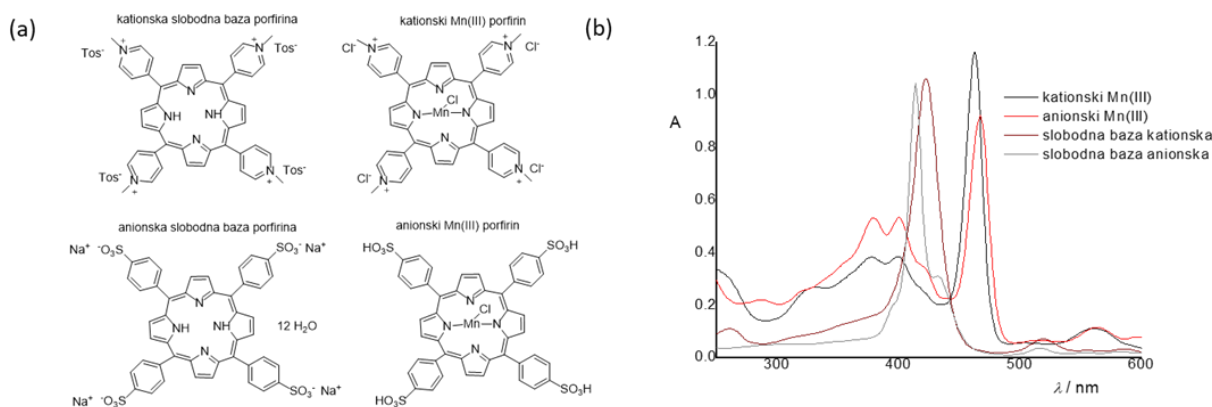 (a)
kationska slobodna baza porfirina
kationski Mn(III) porfirin
Tos⁻ N⁺ N⁺ Tos⁻
N
NH HN
N
Tos⁻ N⁺ N⁺ Tos⁻
Cl⁻ N⁺ N⁺ Cl⁻
N
Cl
N Mn N
N
Cl⁻ N⁺ N⁺ Cl⁻
anionska slobodna baza porfirina
anionski Mn(III) porfirin
Na⁺ ⁻O₃S SO₃⁻ Na⁺
N
NH HN
N
12 H₂O
Na⁺ ⁻O₃S SO₃⁻ Na⁺
HO₃S SO₃H
N
Cl
N Mn N
N
HO₃S SO₃H
(b)
A
1.2
1.0
0.8
0.6
0.4
0.2
0.0
300 400 500 600
λ / nm
kationski Mn(III)
anionski Mn(III)
slobodna baza kationska
slobodna baza anionska